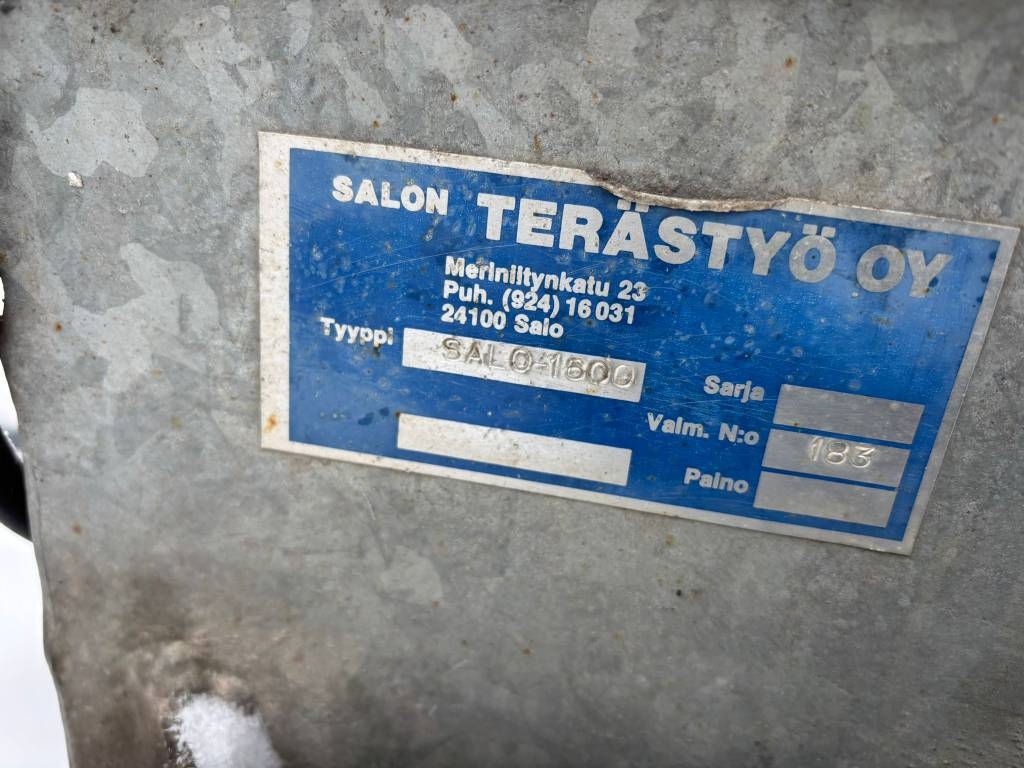 SALON TERÄSTYÖ OY
Meriniitynkatu 23
Puh. (924) 16 031
24100 Salo
Tyyppi SALO-1600
Sarja
Valm. N:o 183
Paino